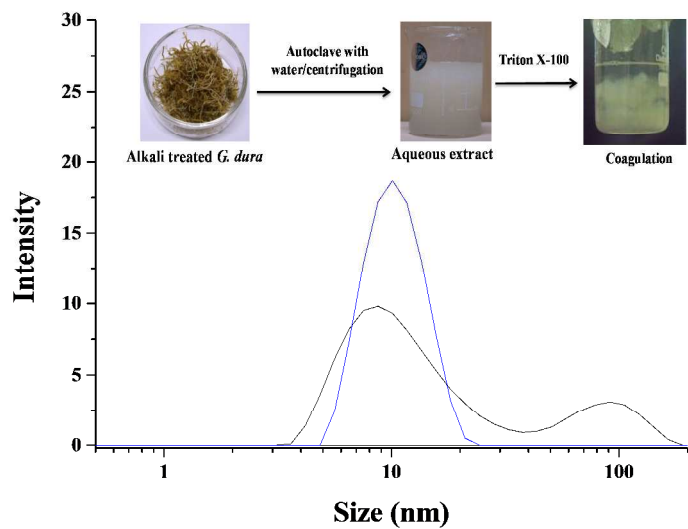 30
25
20
15
10
5
0
Intensity
Autoclave with
water/centrifugation
Triton X-100
Alkali treated G. dura
Aqueous extract
Coagulation
1
10
100
Size (nm)